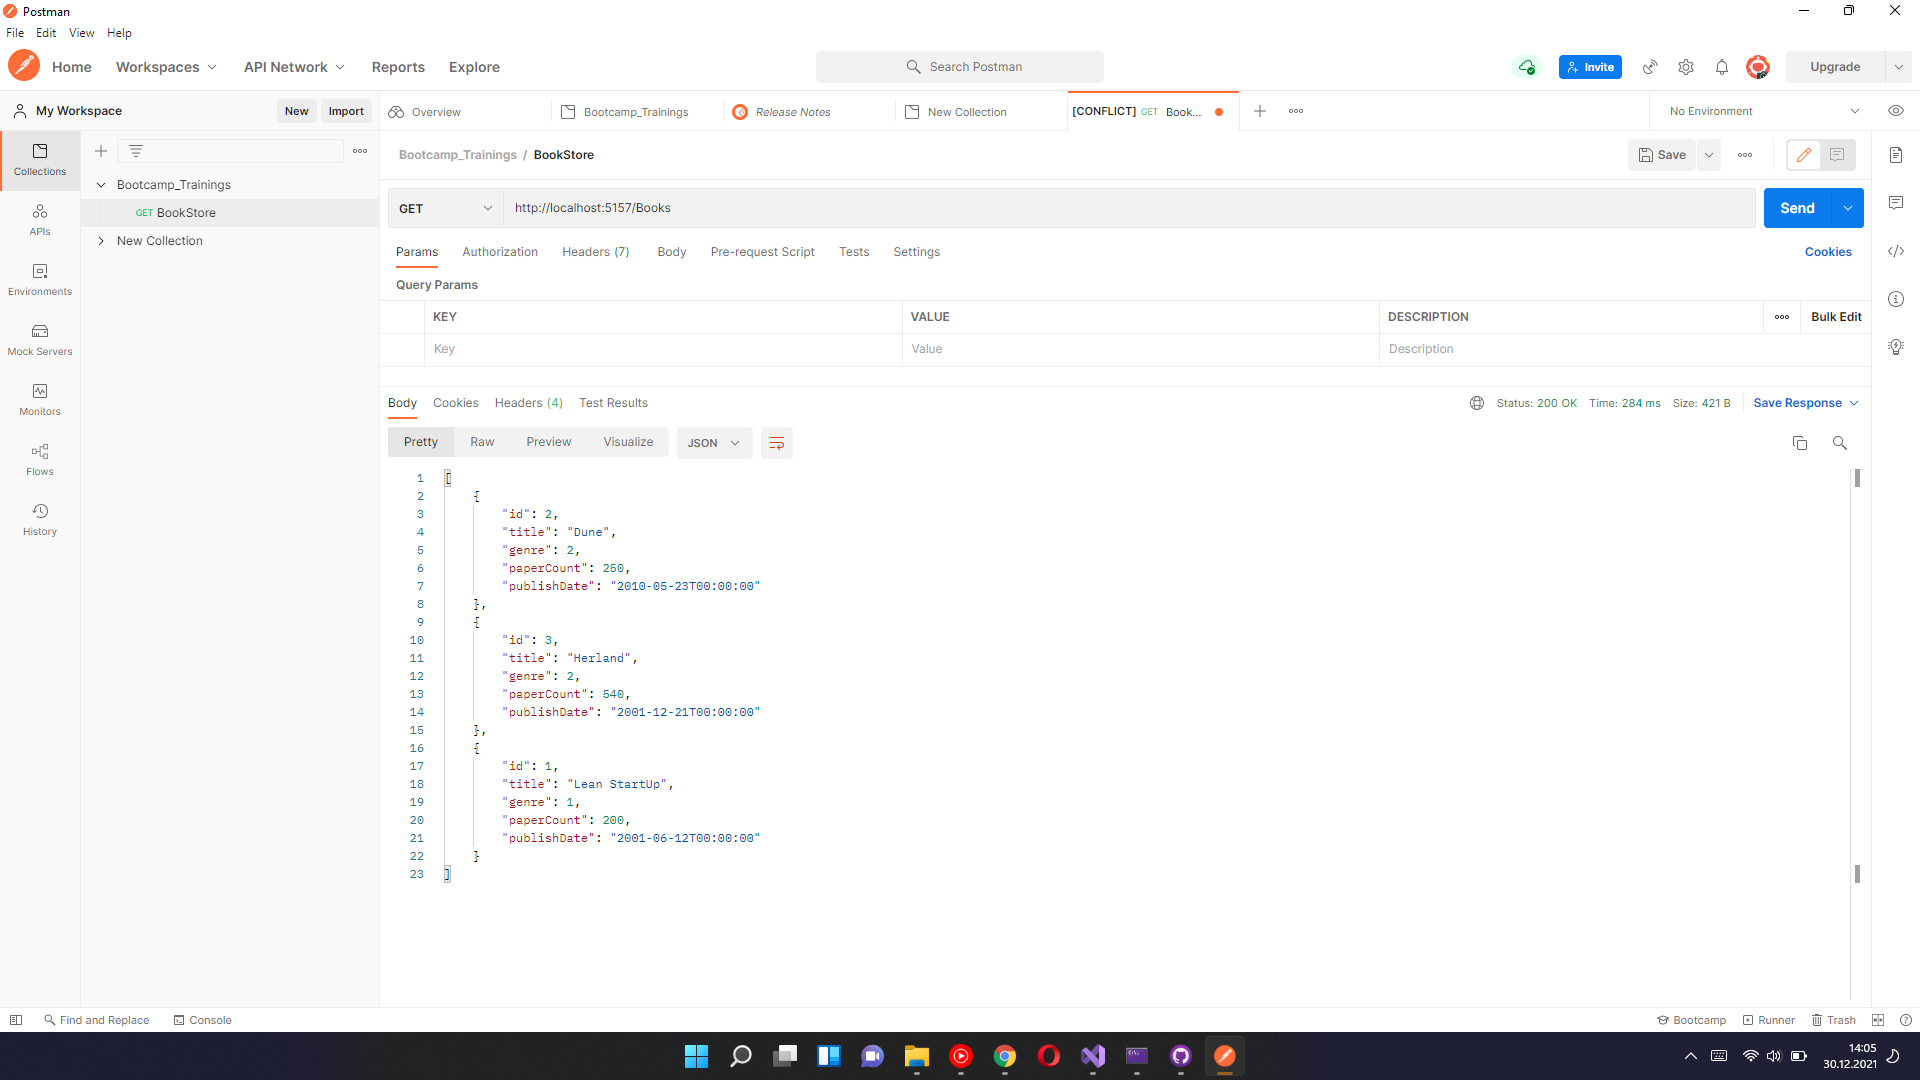 Postman
File Edit View Help
Home Workspaces API Network Reports Explore Search Postman Invite Upgrade
My Workspace New Import Overview Bootcamp_Trainings Release Notes New Collection [CONFLICT] GET Book... No Environment
Collections
APIs
Environments
Mock Servers
Monitors
Flows
History
Bootcamp_Trainings
GET BookStore
New Collection
Bootcamp_Trainings / BookStore Save
GET http://localhost:5157/Books Send
Params Authorization Headers (7) Body Pre-request Script Tests Settings Cookies
Query Params
KEY VALUE DESCRIPTION Bulk Edit
Key Value Description
Body Cookies Headers (4) Test Results Status: 200 OK Time: 284 ms Size: 421 B Save Response
Pretty Raw Preview Visualize JSON
1 [
2 {
3 "id": 2,
4 "title": "Dune",
5 "genre": 2,
6 "paperCount": 250,
7 "publishDate": "2010-05-23T00:00:00"
8 },
9 {
10 "id": 3,
11 "title": "Herland",
12 "genre": 2,
13 "paperCount": 540,
14 "publishDate": "2001-12-21T00:00:00"
15 },
16 {
17 "id": 1,
18 "title": "Lean StartUp",
19 "genre": 1,
20 "paperCount": 200,
21 "publishDate": "2001-06-12T00:00:00"
22 }
23 ]
Find and Replace Console Bootcamp Runner Trash
14:05
30.12.2021